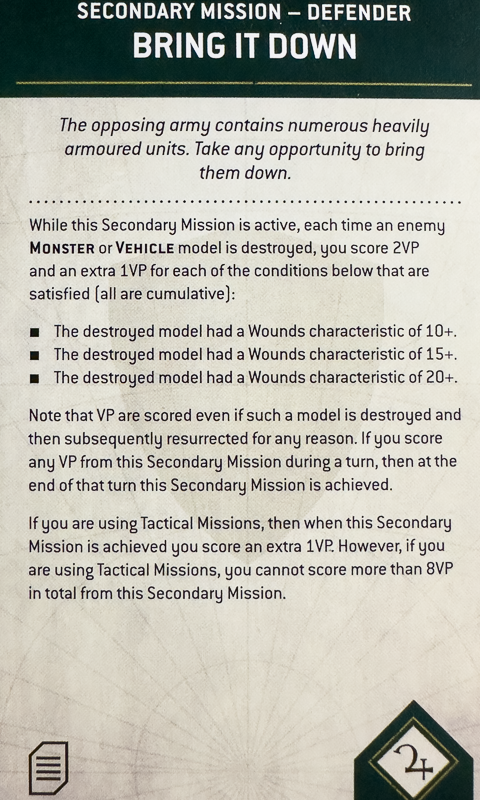 SECONDARY MISSION – DEFENDER
BRING IT DOWN
The opposing army contains numerous heavily
armoured units. Take any opportunity to bring
them down.
While this Secondary Mission is active, each time an enemy
MONSTER or VEHICLE model is destroyed, you score 2VP
and an extra 1VP for each of the conditions below that are
satisfied (all are cumulative):
■ The destroyed model had a Wounds characteristic of 10+.
■ The destroyed model had a Wounds characteristic of 15+.
■ The destroyed model had a Wounds characteristic of 20+.
Note that VP are scored even if such a model is destroyed and
then subsequently resurrected for any reason. If you score
any VP from this Secondary Mission during a turn, then at the
end of that turn this Secondary Mission is achieved.
If you are using Tactical Missions, then when this Secondary
Mission is achieved you score an extra 1VP. However, if you
are using Tactical Missions, you cannot score more than 8VP
in total from this Secondary Mission.